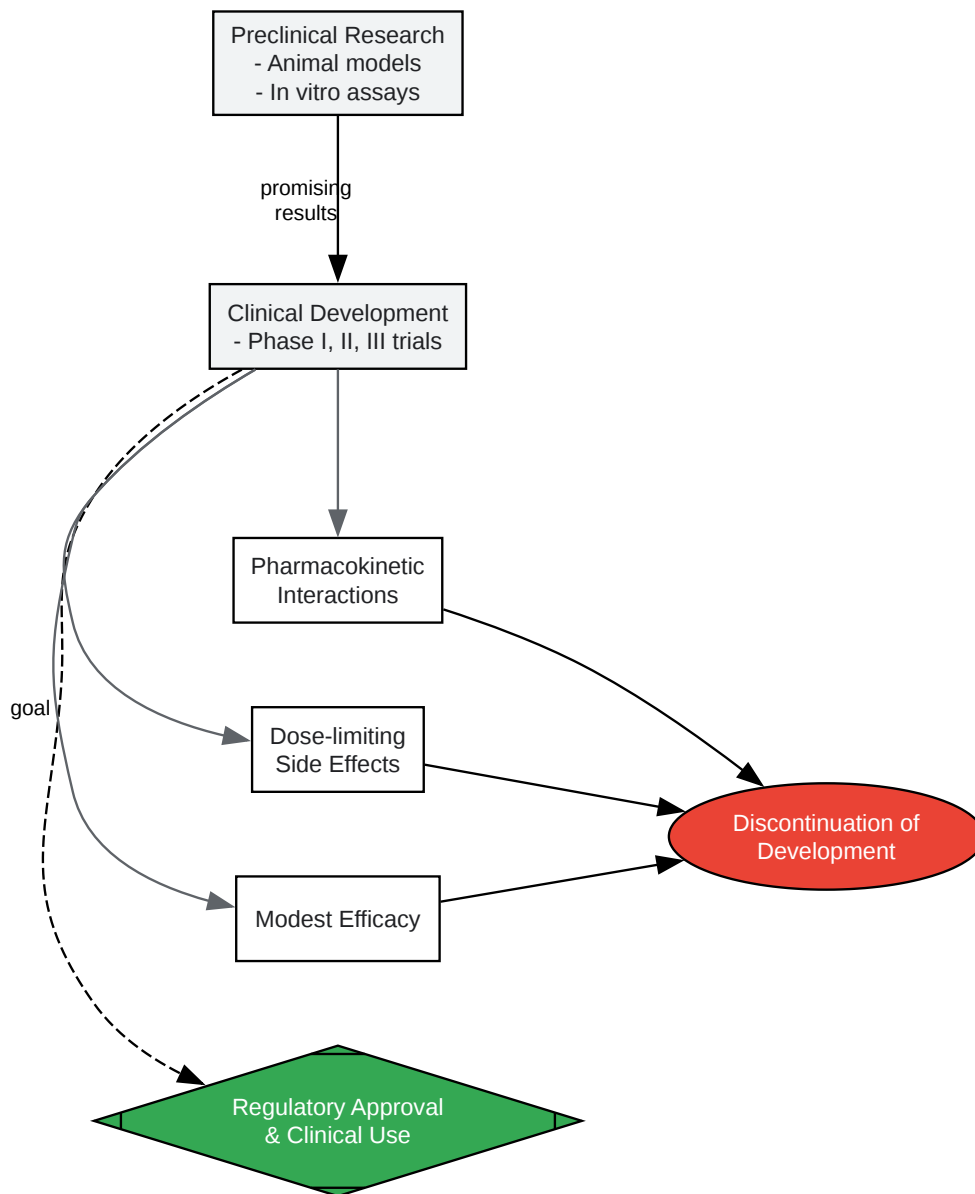 Preclinical Research
- Animal models
- In vitro assays
promising
results
Clinical Development
- Phase I, II, III trials
Pharmacokinetic
Interactions
goal
Dose-limiting
Side Effects
Discontinuation of
Development
Modest Efficacy
Regulatory Approval
& Clinical Use